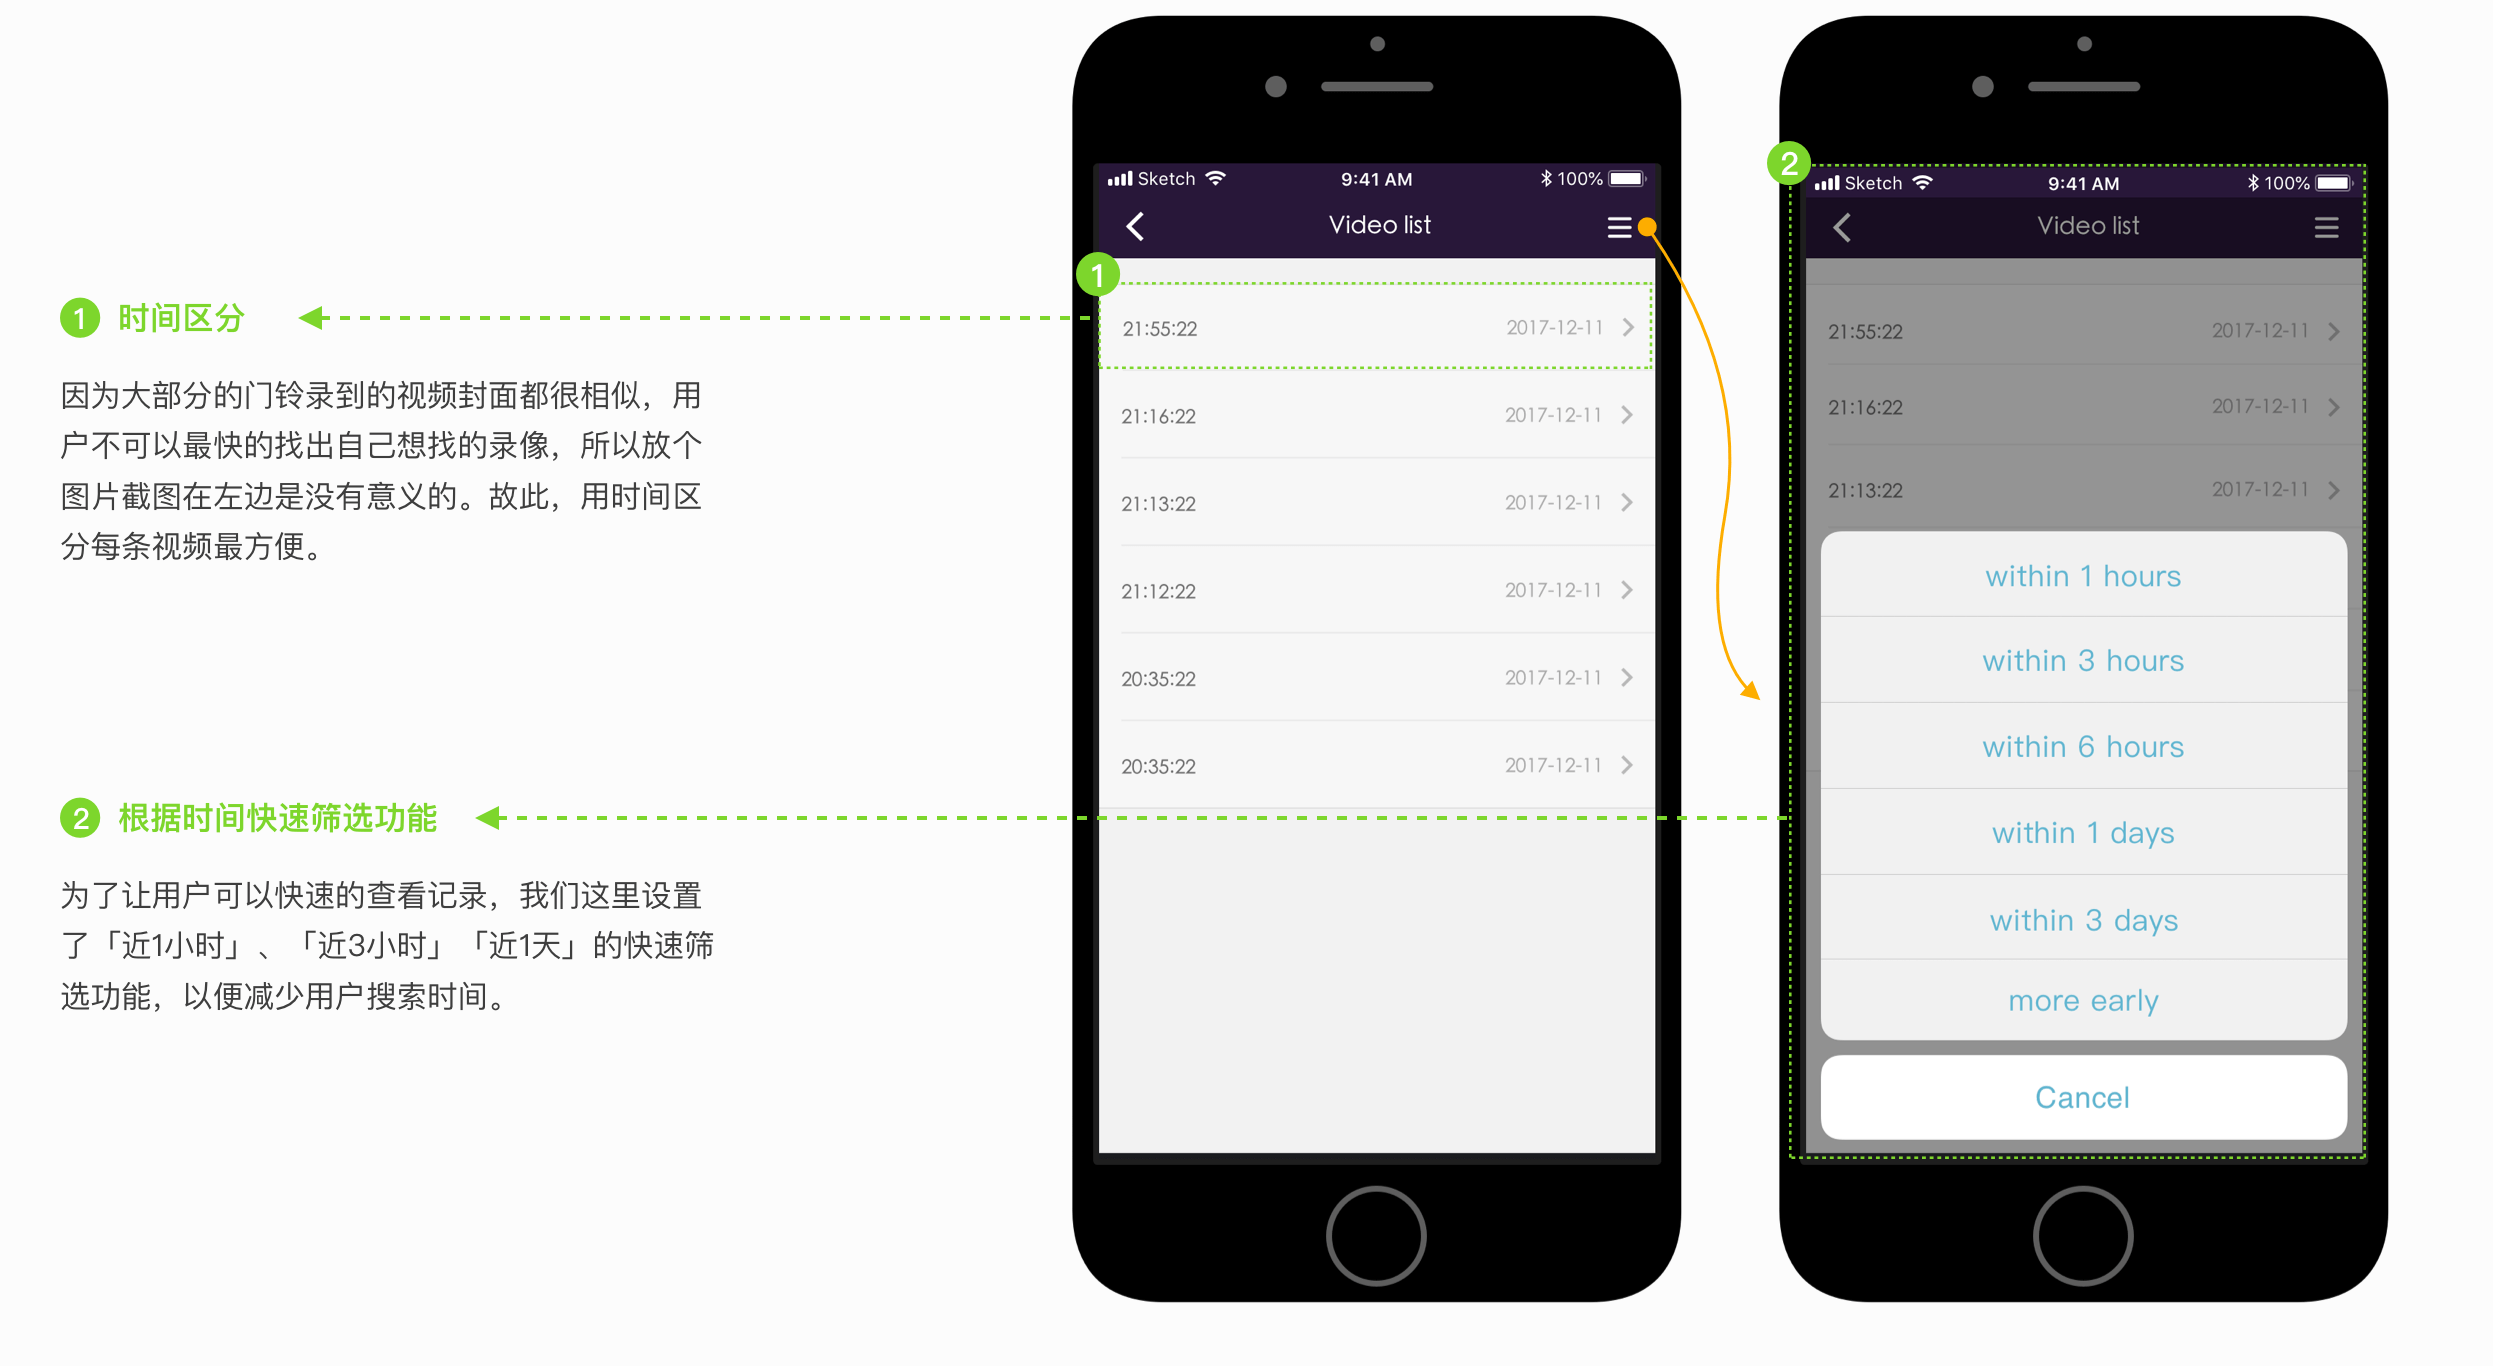 1 时间区分
因为大部分的门铃录到的视频封面都很相似，用
户不可以最快的找出自己想找的录像，所以放个
图片截图在左边是没有意义的。故此，用时间区
分每条视频最方便。
2 根据时间快速筛选功能
为了让用户可以快速的查看记录，我们这里设置
了「近1小时」、「近3小时」「近1天」的快速筛
选功能，以便减少用户搜索时间。
Sketch 9:41 AM 100%
Video list
1
21:55:22 2017-12-11
21:16:22 2017-12-11
21:13:22 2017-12-11
21:12:22 2017-12-11
20:35:22 2017-12-11
20:35:22 2017-12-11
2
Sketch 9:41 AM 100%
Video list
21:55:22 2017-12-11
21:16:22 2017-12-11
21:13:22 2017-12-11
within 1 hours
within 3 hours
within 6 hours
within 1 days
within 3 days
more early
Cancel